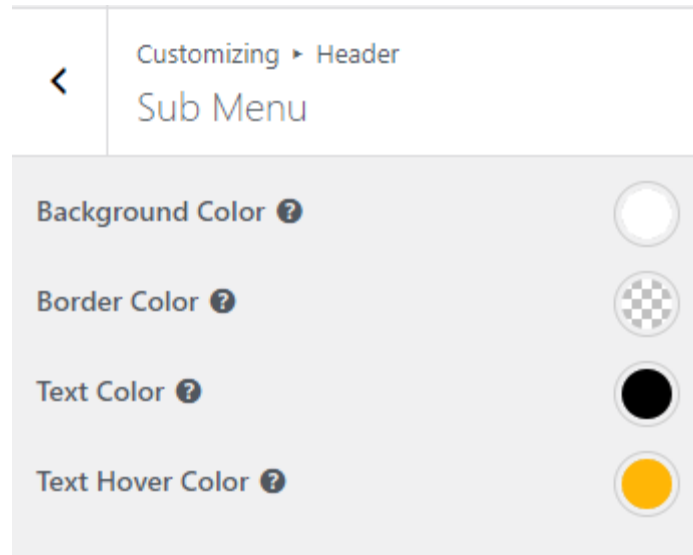 Customizing ▸ Header
Sub Menu
Background Color
Border Color
Text Color
Text Hover Color